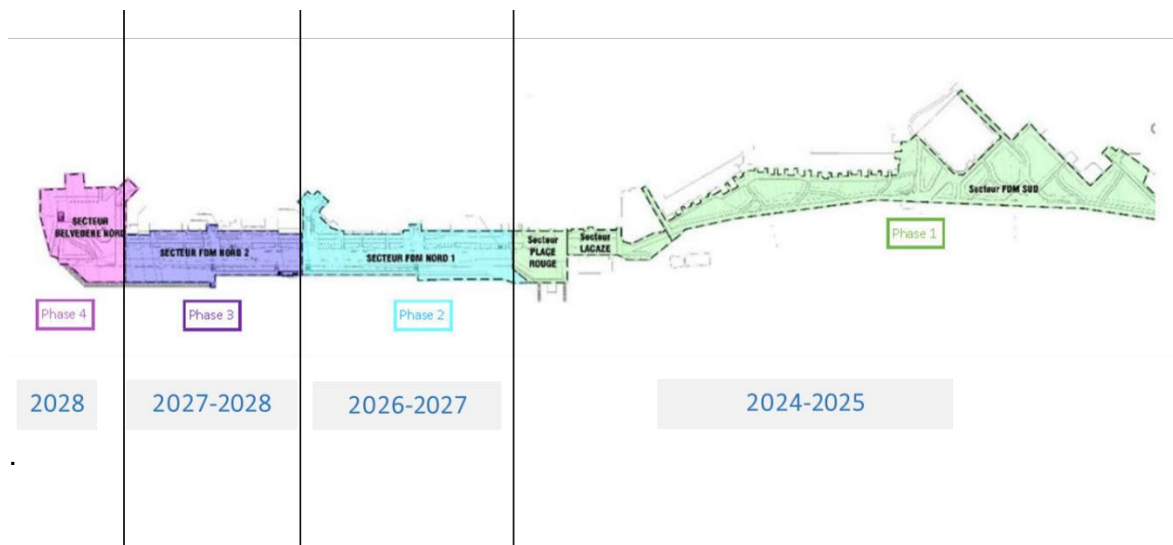 SECTEUR
BELVEDERE NORD
SECTEUR FDM NORD 2
SECTEUR FDM NORD 1
Secteur
PLACE
ROUGE
Secteur
LACAZE
Secteur FDM SUD
Phase 4
Phase 3
Phase 2
Phase 1
2028
2027-2028
2026-2027
2024-2025
.